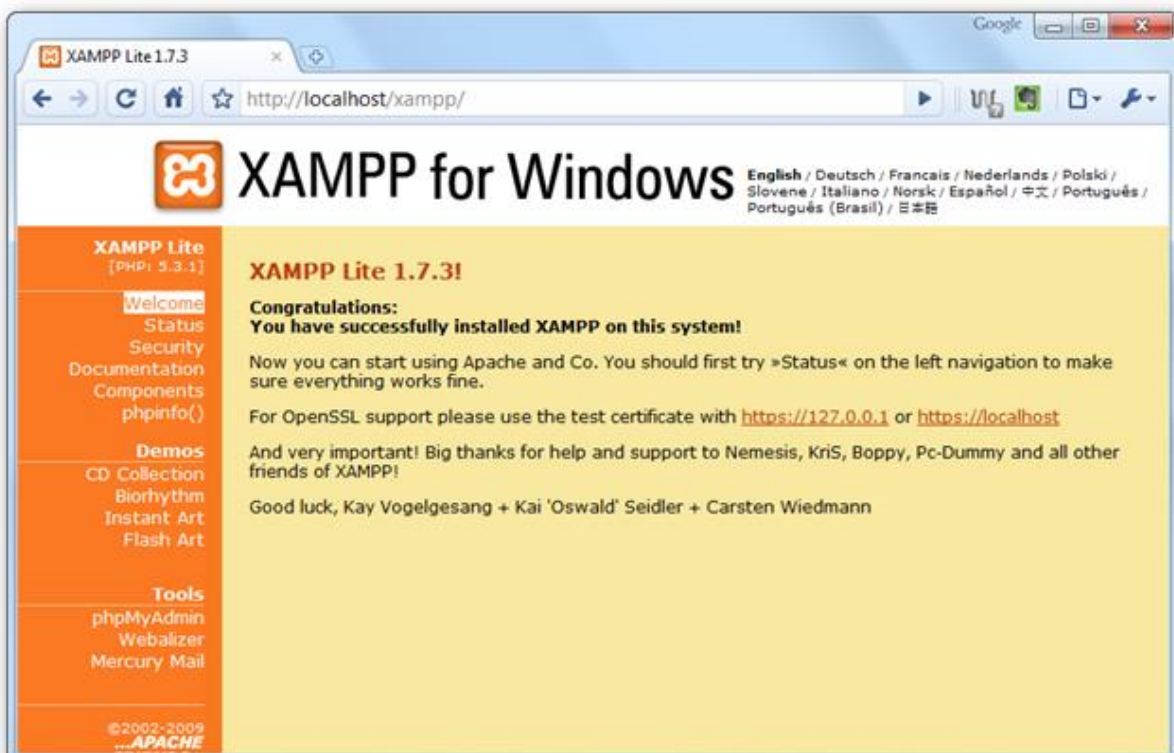 Google
XAMPP Lite 1.7.3
http://localhost/xampp/
XAMPP for Windows
English / Deutsch / Francais / Nederlands / Polski /
Slovene / Italiano / Norsk / Español / 中文 / Português /
Português (Brasil) / 日本語
XAMPP Lite
[PHP: 5.3.1]
Welcome
Status
Security
Documentation
Components
phpinfo()
Demos
CD Collection
Biorhythm
Instant Art
Flash Art
Tools
phpMyAdmin
Webalizer
Mercury Mail
©2002-2009
...APACHE
XAMPP Lite 1.7.3!
Congratulations:
You have successfully installed XAMPP on this system!
Now you can start using Apache and Co. You should first try »Status« on the left navigation to make
sure everything works fine.
For OpenSSL support please use the test certificate with https://127.0.0.1 or https://localhost
And very important! Big thanks for help and support to Nemesis, KriS, Boppy, Pc-Dummy and all other
friends of XAMPP!
Good luck, Kay Vogelgesang + Kai 'Oswald' Seidler + Carsten Wiedmann